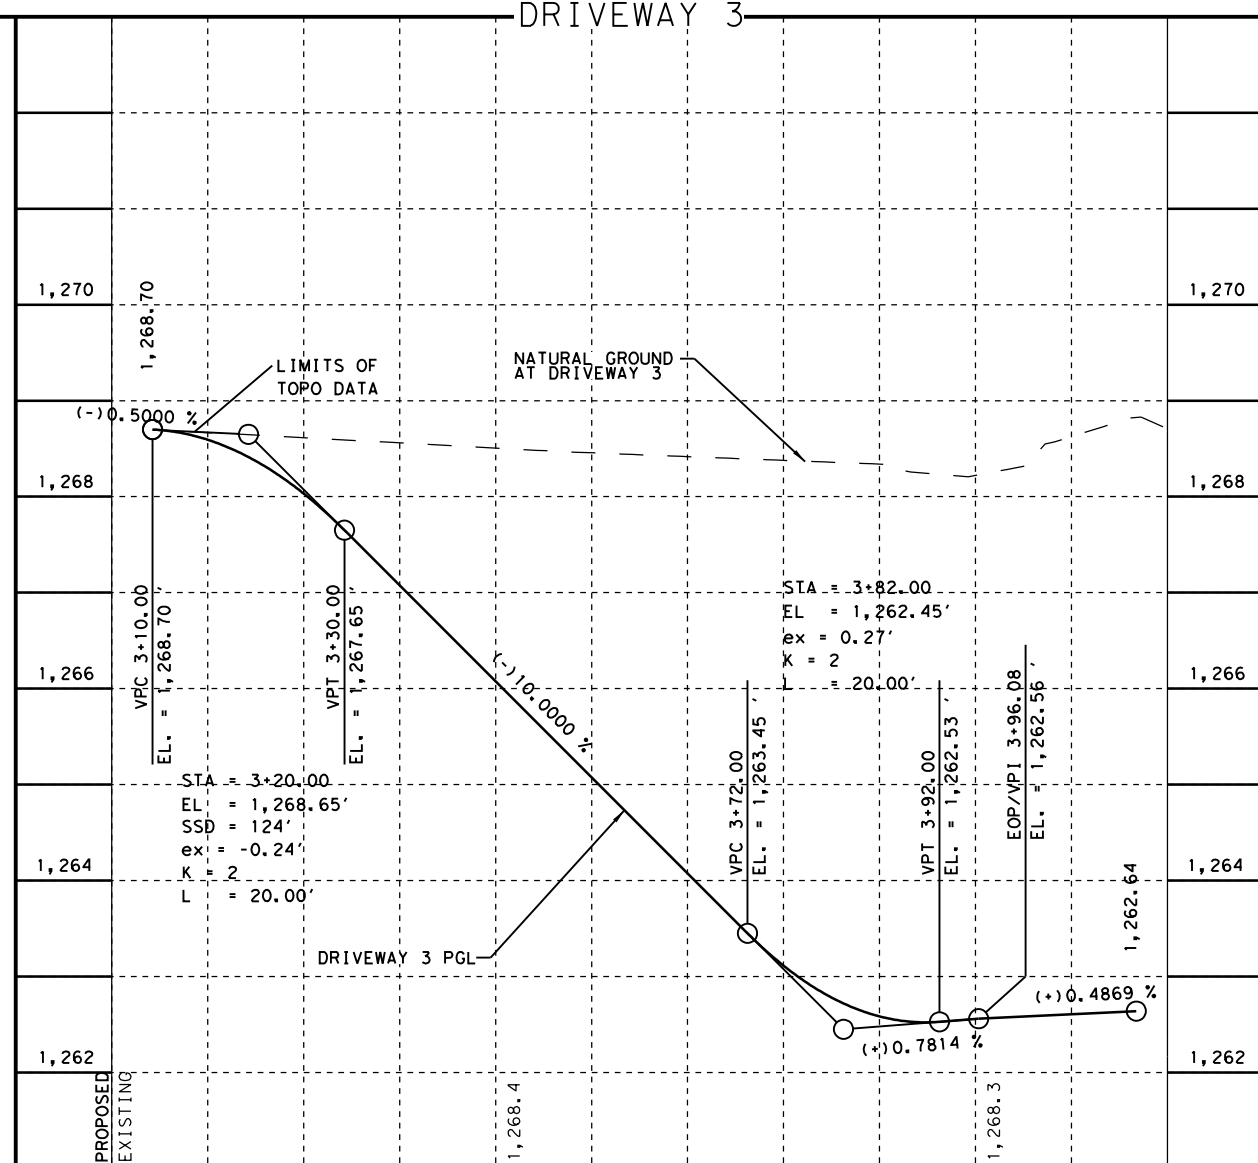 DRIVEWAY 3
1,270
1,270
1,268.70
LIMITS OF
TOPO DATA
NATURAL GROUND
AT DRIVEWAY 3
(-)0.5000 %
1,268
1,268
VPC 3+10.00
EL. = 1,268.70 '
VPT 3+30.00
EL. = 1,267.65 '
STA = 3+82.00
EL = 1,262.45'
ex = 0.27'
K = 2
L = 20.00'
1,266
1,266
(-)10.0000 %
VPC 3+72.00
EL. = 1,263.45 '
VPT 3+92.00
EL. = 1,262.53 '
EOP/VPI 3+96.08
EL. = 1,262.56 '
STA = 3+20.00
EL = 1,268.65'
SSD = 124'
ex = -0.24'
K = 2
L = 20.00'
1,264
1,264
1,262.64
DRIVEWAY 3 PGL
(+)0.4869 %
(+)0.7814 %
1,262
1,262
PROPOSED
EXISTING
1,268.4
1,268.3